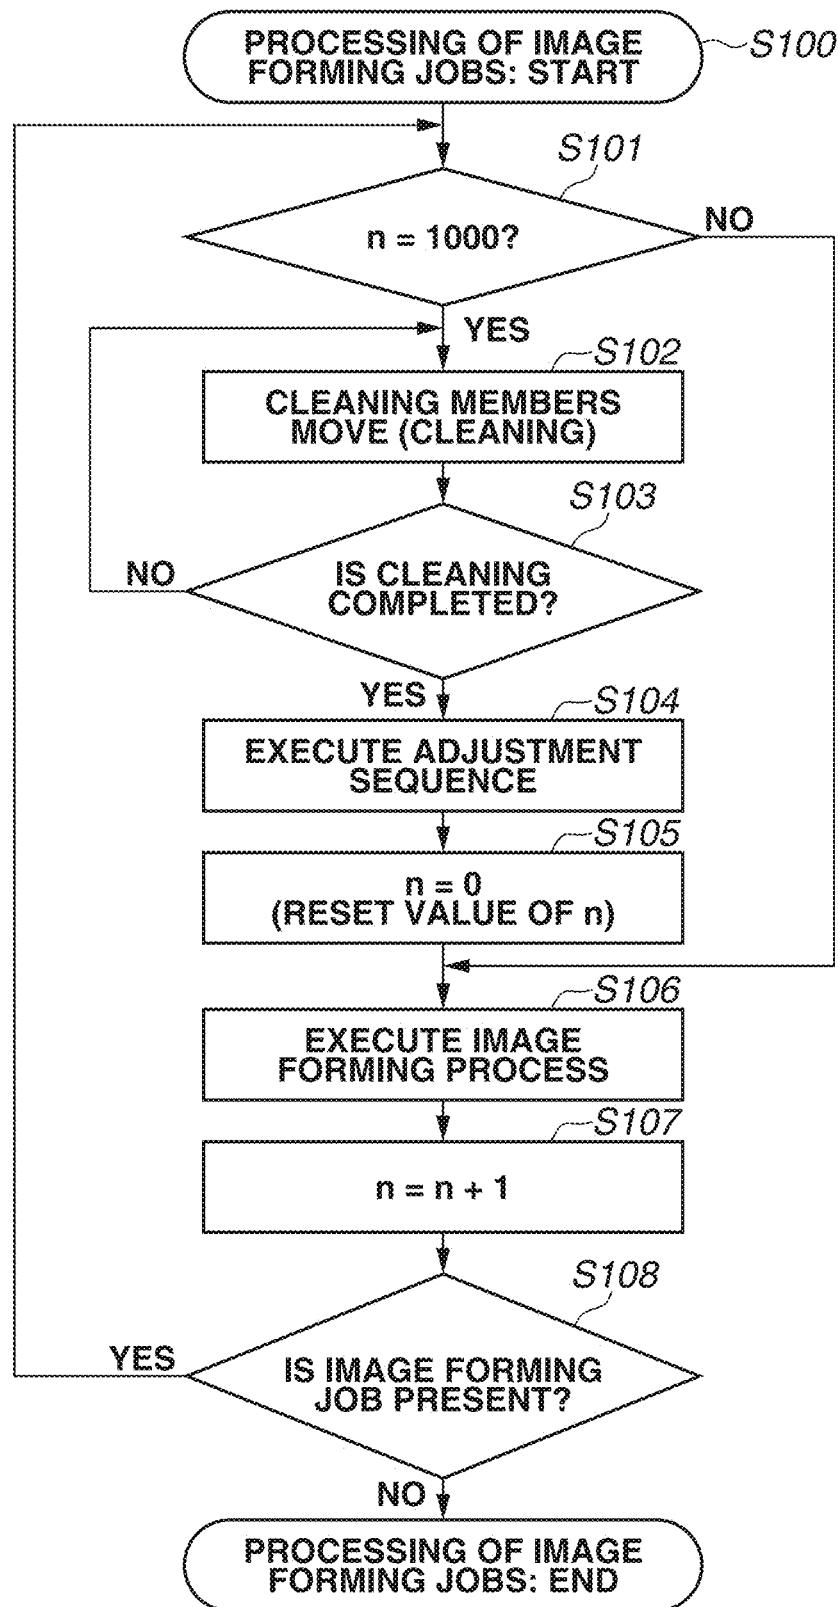 PROCESSING OF IMAGE
FORMING JOBS: START
S100
S101
n = 1000?
NO
YES
S102
CLEANING MEMBERS
MOVE (CLEANING)
S103
IS CLEANING
COMPLETED?
NO
YES
S104
EXECUTE ADJUSTMENT
SEQUENCE
S105
n = 0
(RESET VALUE OF n)
S106
EXECUTE IMAGE
FORMING PROCESS
S107
n = n + 1
S108
IS IMAGE FORMING
JOB PRESENT?
YES
NO
PROCESSING OF IMAGE
FORMING JOBS: END